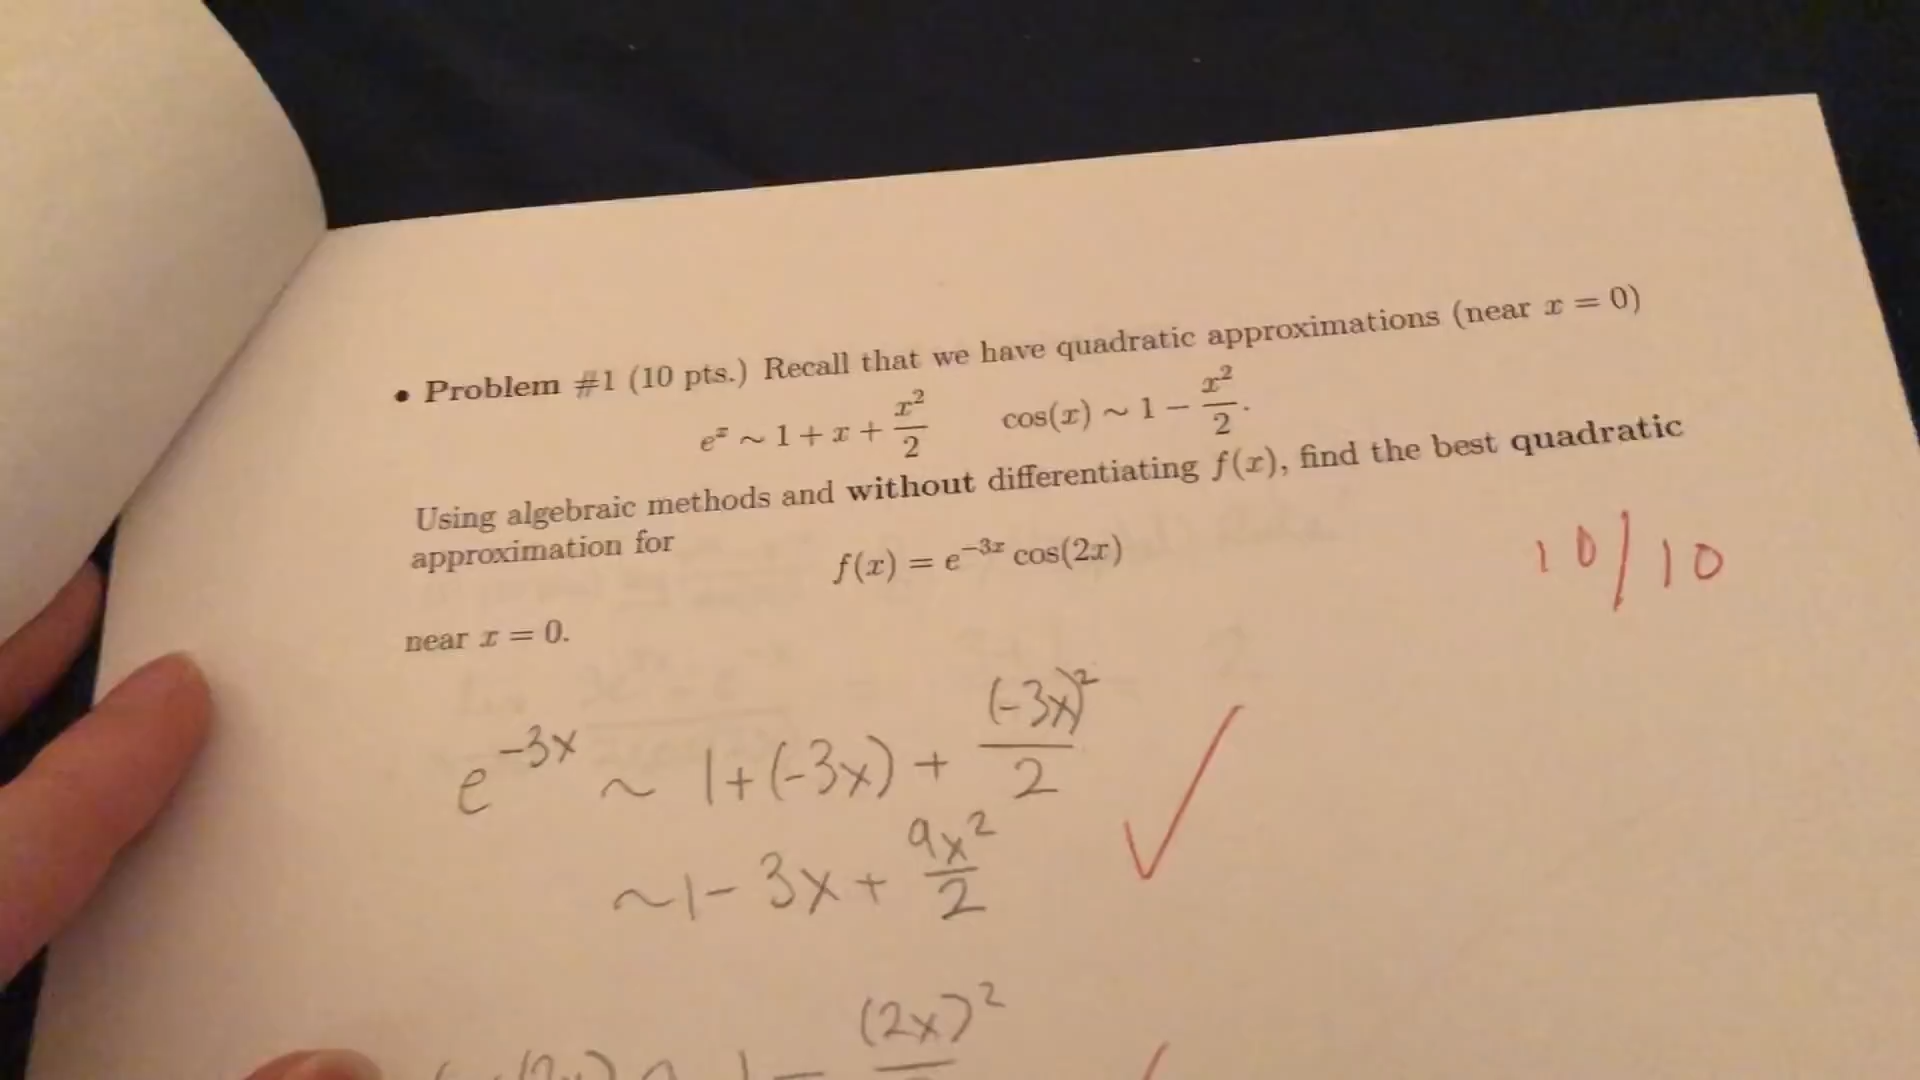 • Problem #1 (10 pts.) Recall that we have quadratic approximations (near x = 0)
e^x ~ 1 + x + x²/2   cos(x) ~ 1 − x²/2.
Using algebraic methods and without differentiating f(x), find the best quadratic
approximation for
f(x) = e^{−3x} cos(2x)
10/10
near x = 0.
e^{−3x} ~ 1+(−3x) + (−3x)²/2
~ 1 − 3x + 9x²/2
(2x) ~ 1 − (2x)²